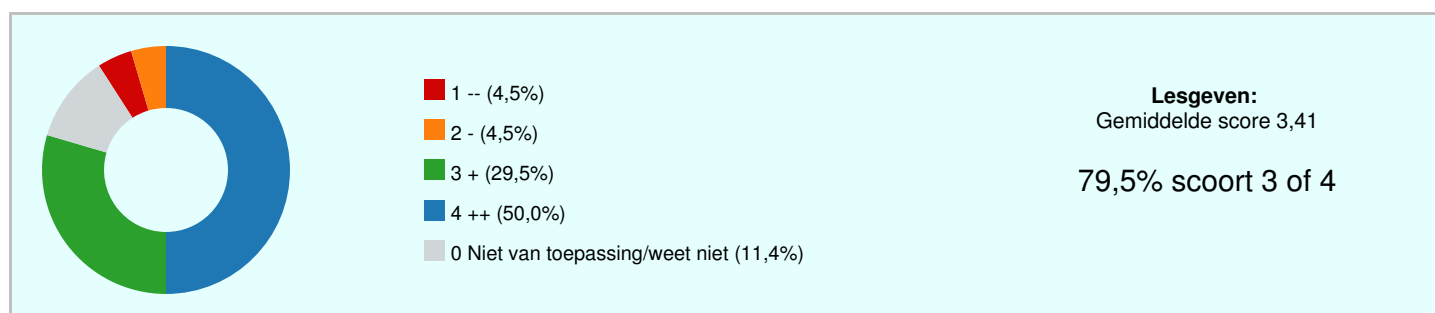 1 -- (4,5%)
2 - (4,5%)
3 + (29,5%)
4 ++ (50,0%)
0 Niet van toepassing/weet niet (11,4%)
Lesgeven:
Gemiddelde score 3,41
79,5% scoort 3 of 4